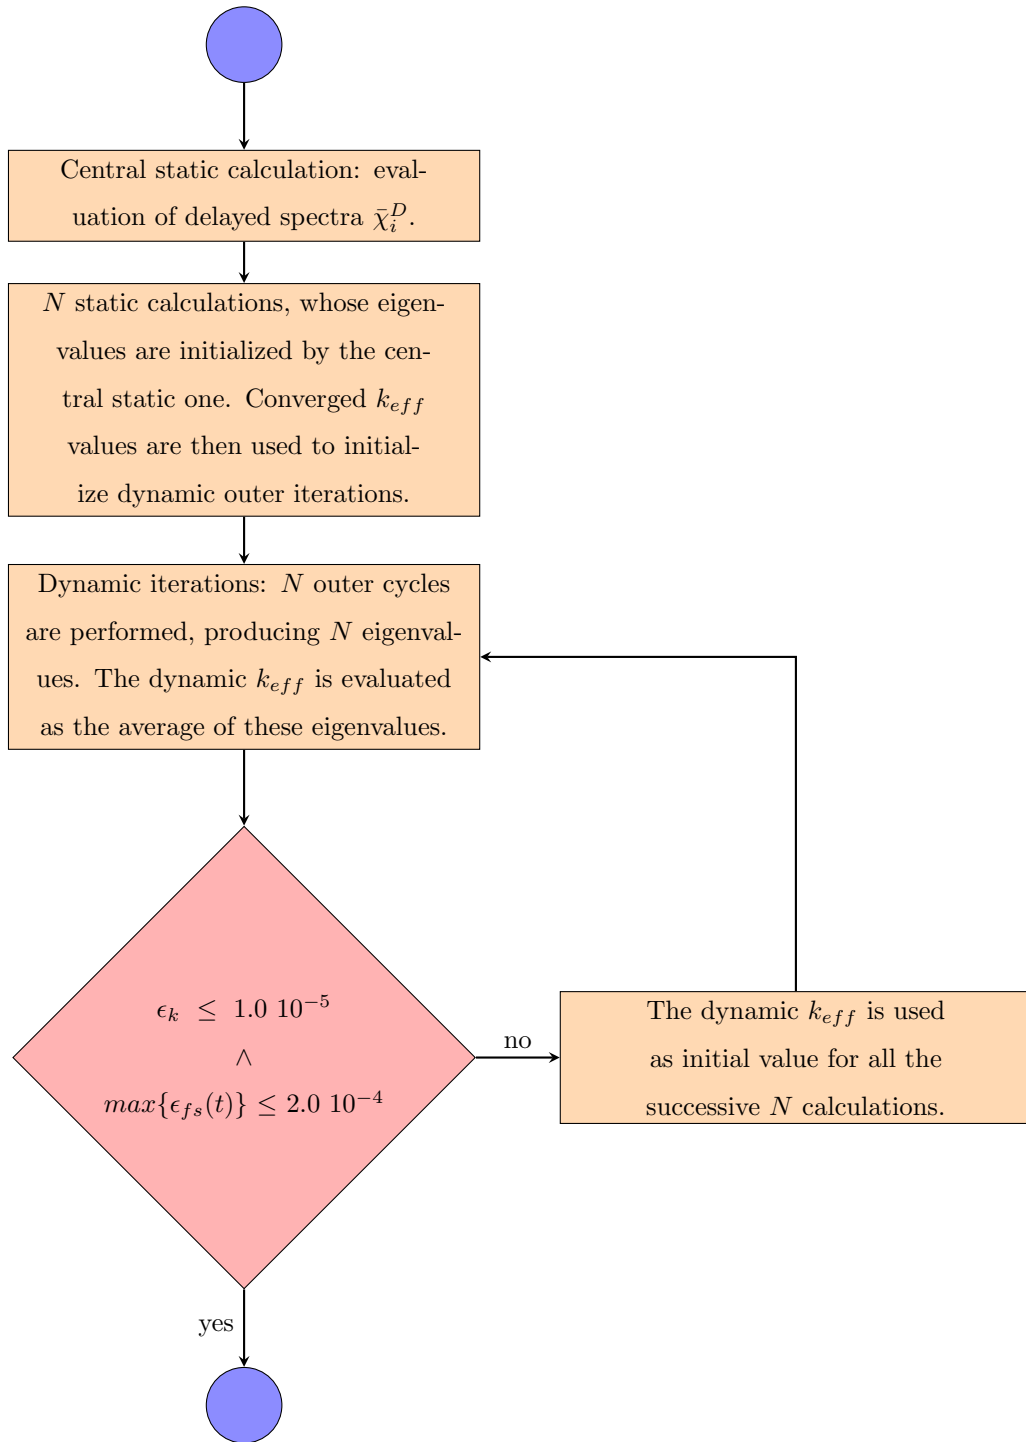 Central static calculation: eval-
uation of delayed spectra $\bar{\chi}_i^D$.
$N$ static calculations, whose eigen-
values are initialized by the cen-
tral static one. Converged $k_{eff}$
values are then used to initial-
ize dynamic outer iterations.
Dynamic iterations: $N$ outer cycles
are performed, producing $N$ eigenval-
ues. The dynamic $k_{eff}$ is evaluated
as the average of these eigenvalues.
$\epsilon_k \leq 1.0\ 10^{-5}$
$\wedge$
$max\{\epsilon_{fs}(t)\} \leq 2.0\ 10^{-4}$
no
The dynamic $k_{eff}$ is used
as initial value for all the
successive $N$ calculations.
yes